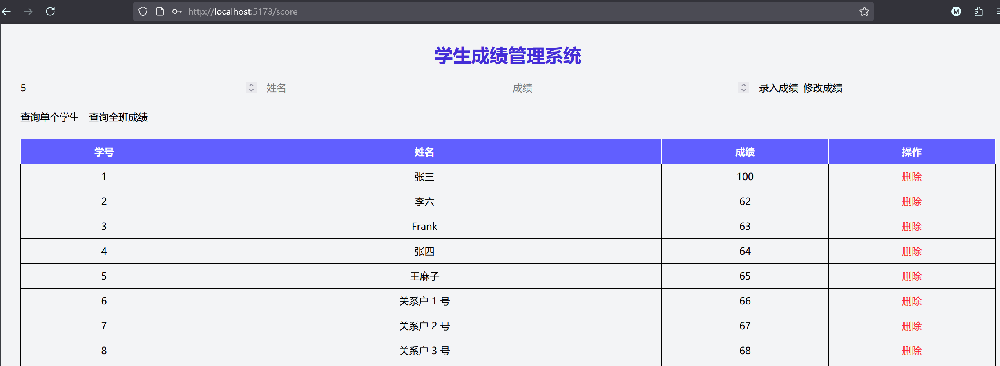 http://localhost:5173/score
M
学生成绩管理系统
5 姓名 成绩 录入成绩 修改成绩
查询单个学生 查询全班成绩
学号 姓名 成绩 操作
1 张三 100 删除
2 李六 62 删除
3 Frank 63 删除
4 张四 64 删除
5 王麻子 65 删除
6 关系户 1 号 66 删除
7 关系户 2 号 67 删除
8 关系户 3 号 68 删除